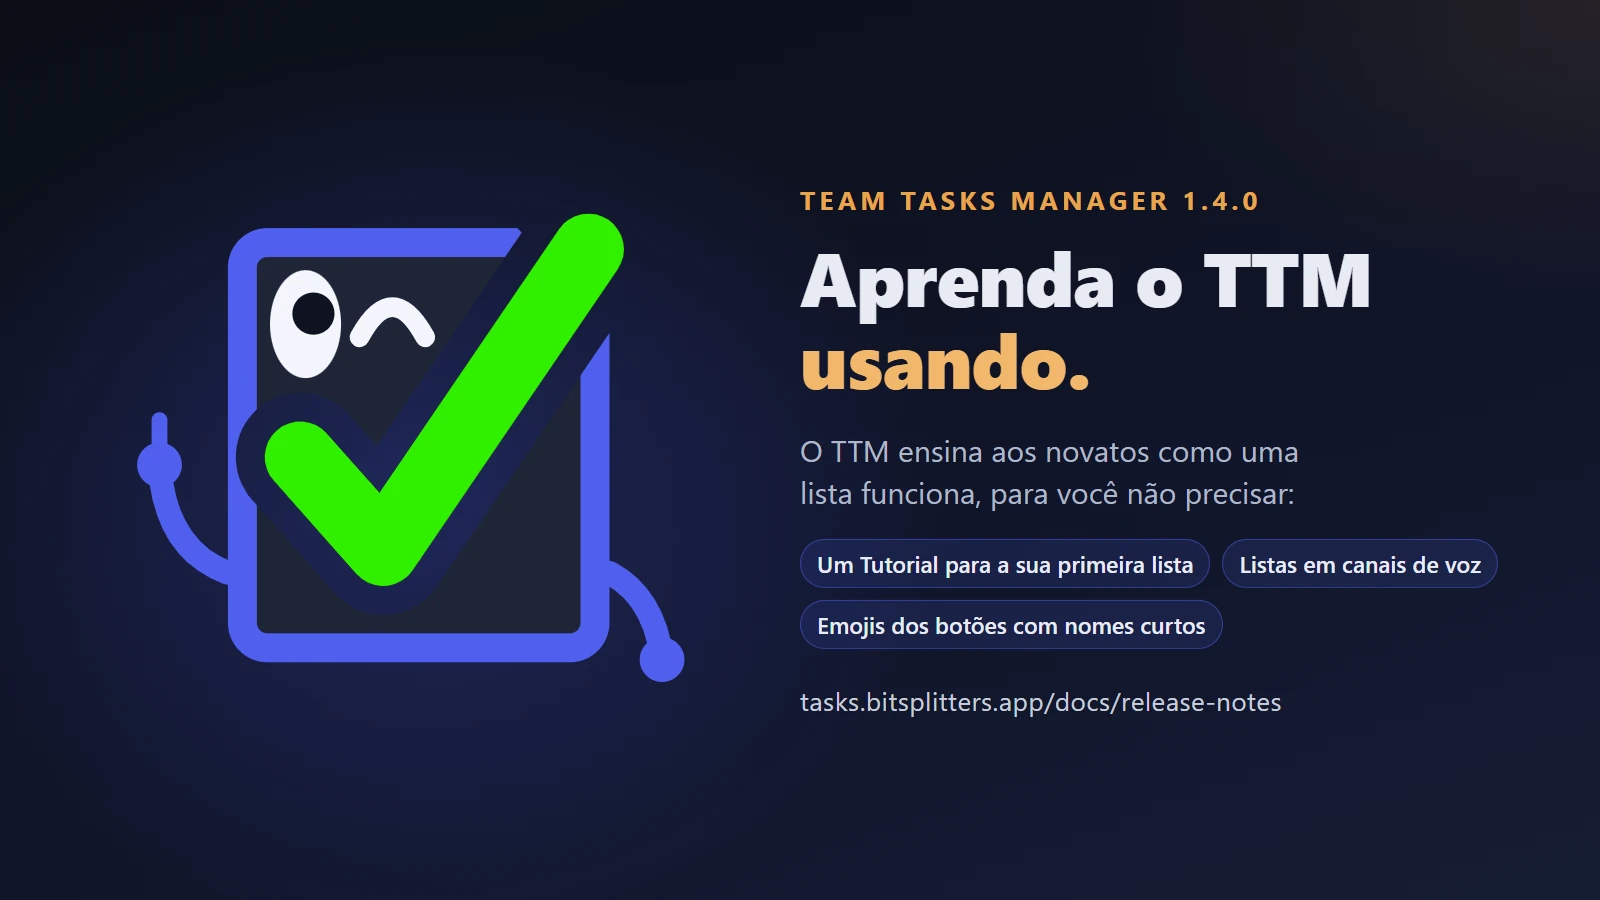 TEAM TASKS MANAGER 1.4.0
Aprenda o TTM
usando.
O TTM ensina aos novatos como uma
lista funciona, para você não precisar:
Um Tutorial para a sua primeira lista
Listas em canais de voz
Emojis dos botões com nomes curtos
tasks.bitsplitters.app/docs/release-notes